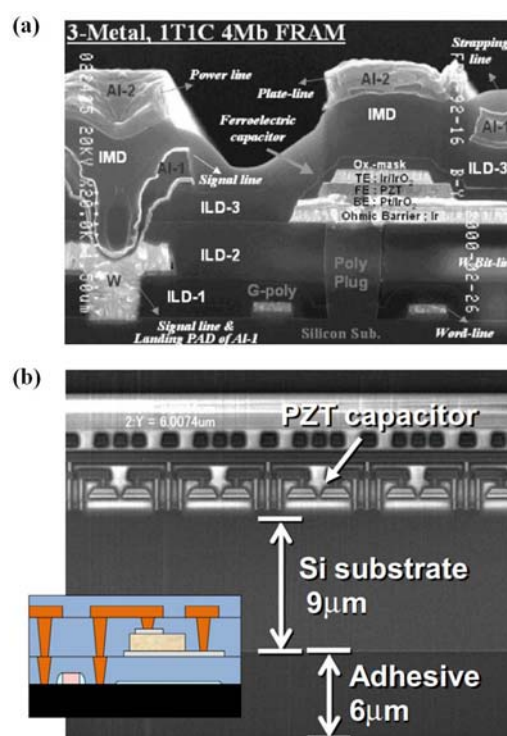 (a)
3-Metal, 1T1C 4Mb FRAM
Strapping
line
Al-2
Power line
Al-2
Plate-line
IMD
Ferroelectric
capacitor
IMD
Al-1
Al-1
Signal line
Ox.-mask
TE : Ir/IrO2
FE : PZT
BE : Pt/IrO2
Ohmic Barrier : Ir
ILD-3
ILD-3
ILD-2
Poly
Plug
W Bit-line
W
ILD-1
G-poly
Signal line &
Landing PAD of Al-1
Silicon Sub.
Word-line
(b)
2:Y = 6.0074um
PZT capacitor
Si substrate
9μm
Adhesive
6μm